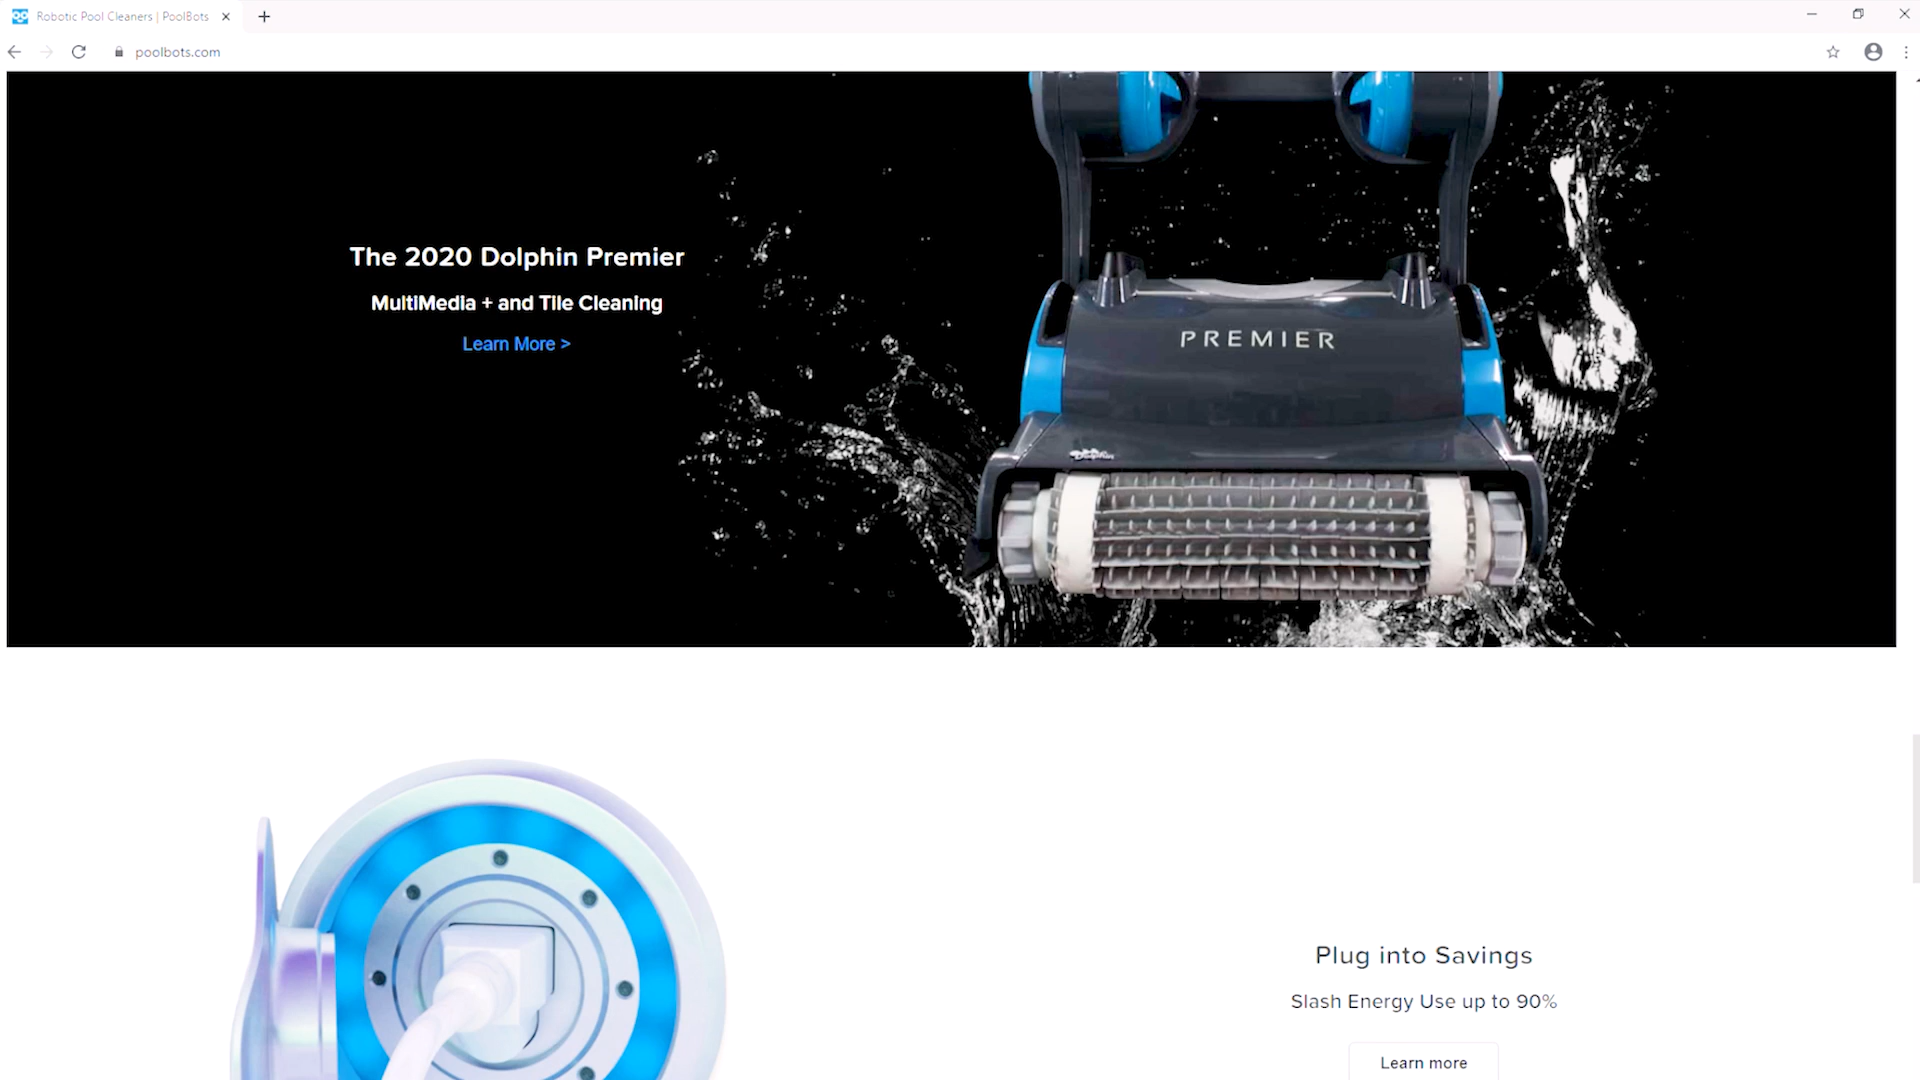 Robotic Pool Cleaners | PoolBots
poolbots.com
The 2020 Dolphin Premier
MultiMedia + and Tile Cleaning
Learn More >
PREMIER
Dolphin
Plug into Savings
Slash Energy Use up to 90%
Learn more